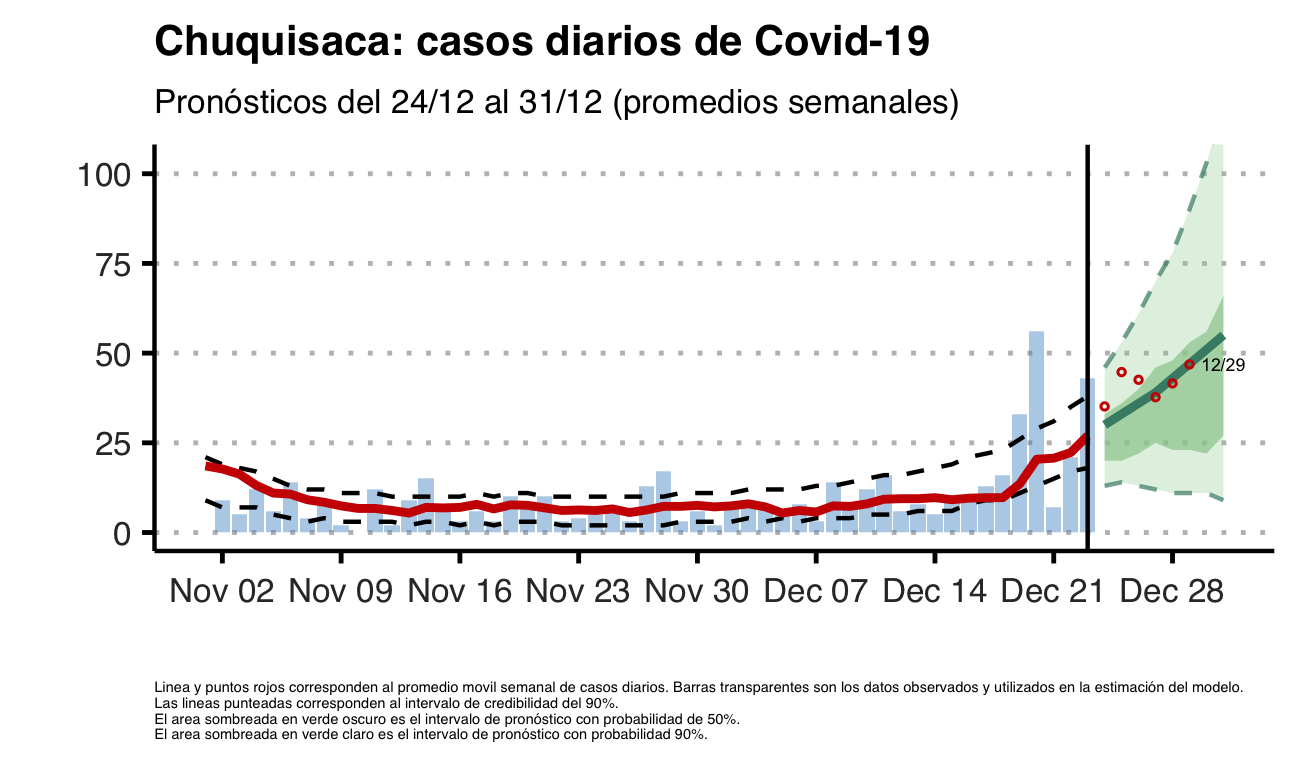 Chuquisaca: casos diarios de Covid-19
Pronósticos del 24/12 al 31/12 (promedios semanales)
100
75
50
25
0
12/29
Nov 02 Nov 09 Nov 16 Nov 23 Nov 30 Dec 07 Dec 14 Dec 21 Dec 28
Linea y puntos rojos corresponden al promedio movil semanal de casos diarios. Barras transparentes son los datos observados y utilizados en la estimación del modelo.
Las lineas punteadas corresponden al intervalo de credibilidad del 90%.
El area sombreada en verde oscuro es el intervalo de pronóstico con probabilidad de 50%.
El area sombreada en verde claro es el intervalo de pronóstico con probabilidad 90%.